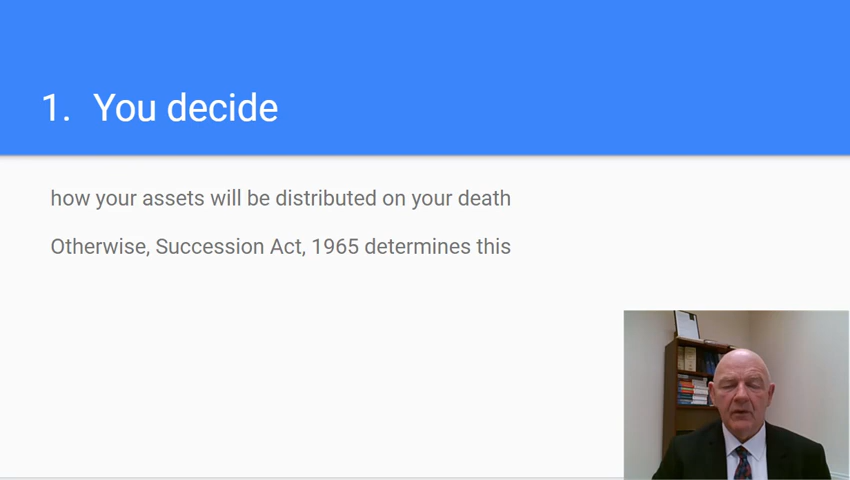 1. You decide
how your assets will be distributed on your death
Otherwise, Succession Act, 1965 determines this